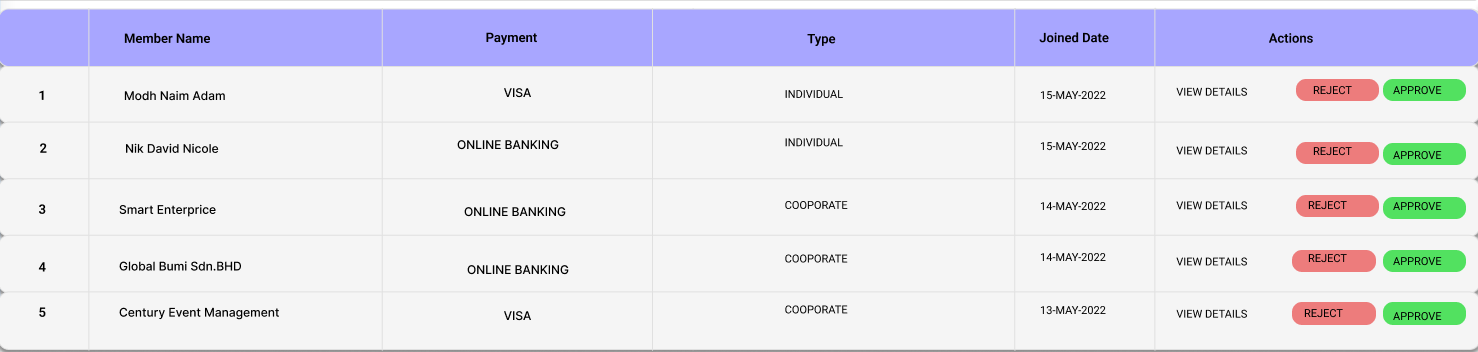 Member Name Payment Type Joined Date Actions
1 Modh Naim Adam VISA INDIVIDUAL 15-MAY-2022 VIEW DETAILS REJECT APPROVE
2 Nik David Nicole ONLINE BANKING INDIVIDUAL 15-MAY-2022 VIEW DETAILS REJECT APPROVE
3 Smart Enterprice ONLINE BANKING COOPORATE 14-MAY-2022 VIEW DETAILS REJECT APPROVE
4 Global Bumi Sdn.BHD ONLINE BANKING COOPORATE 14-MAY-2022 VIEW DETAILS REJECT APPROVE
5 Century Event Management VISA COOPORATE 13-MAY-2022 VIEW DETAILS REJECT APPROVE